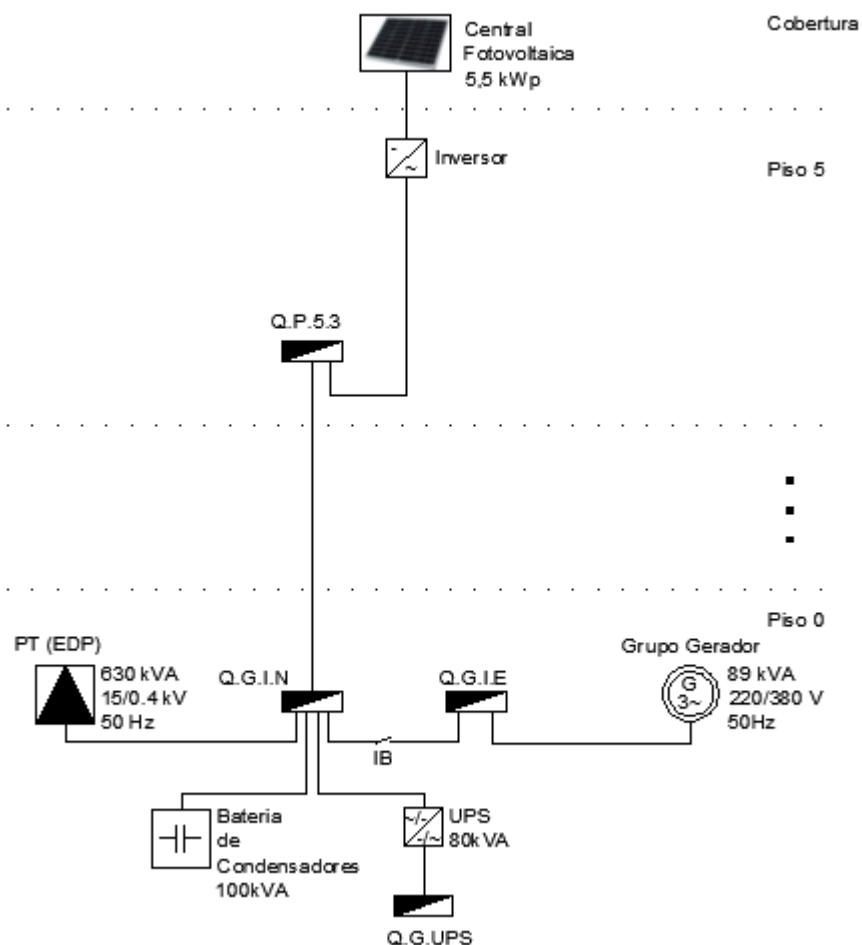 Cobertura
Central
Fotovoltaica
5,5 kWp
-
~
Inversor
Piso 5
Q.P.5.3
Piso 0
PT (EDP)
630 kVA
15/0.4 kV
50 Hz
Q.G.I.N
Q.G.I.E
Grupo Gerador
G
3~
89 kVA
220/380 V
50Hz
IB
Bateria
de
Condensadores
100kVA
~/-
-/~
UPS
80kVA
Q.G.UPS